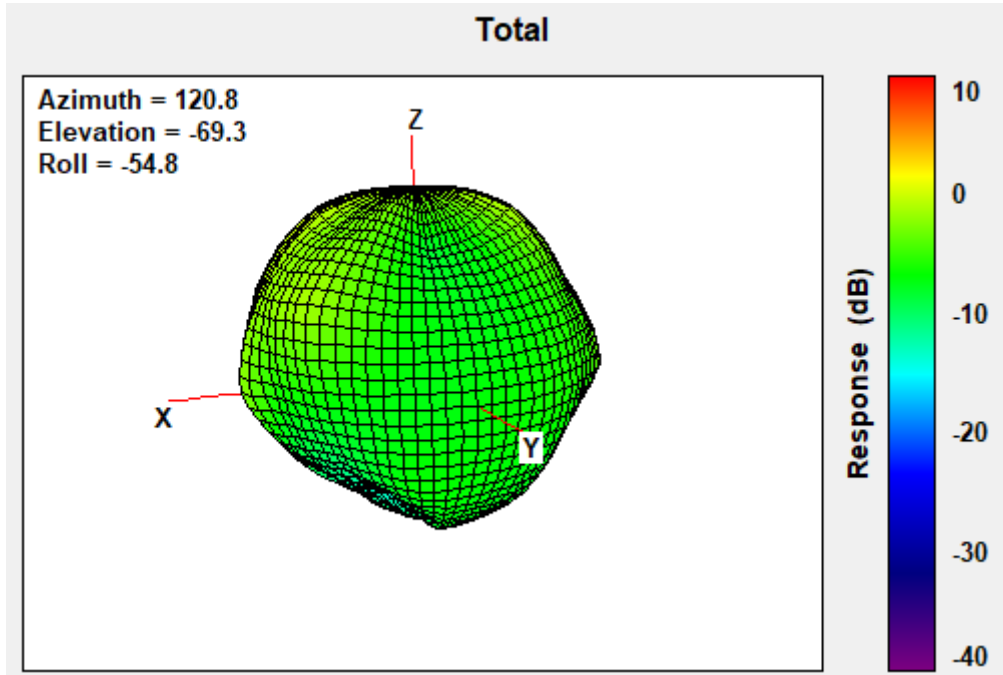 Total
Azimuth = 120.8
Elevation = -69.3
Roll = -54.8
Z
X
Y
10
0
-10
-20
-30
-40
Response (dB)